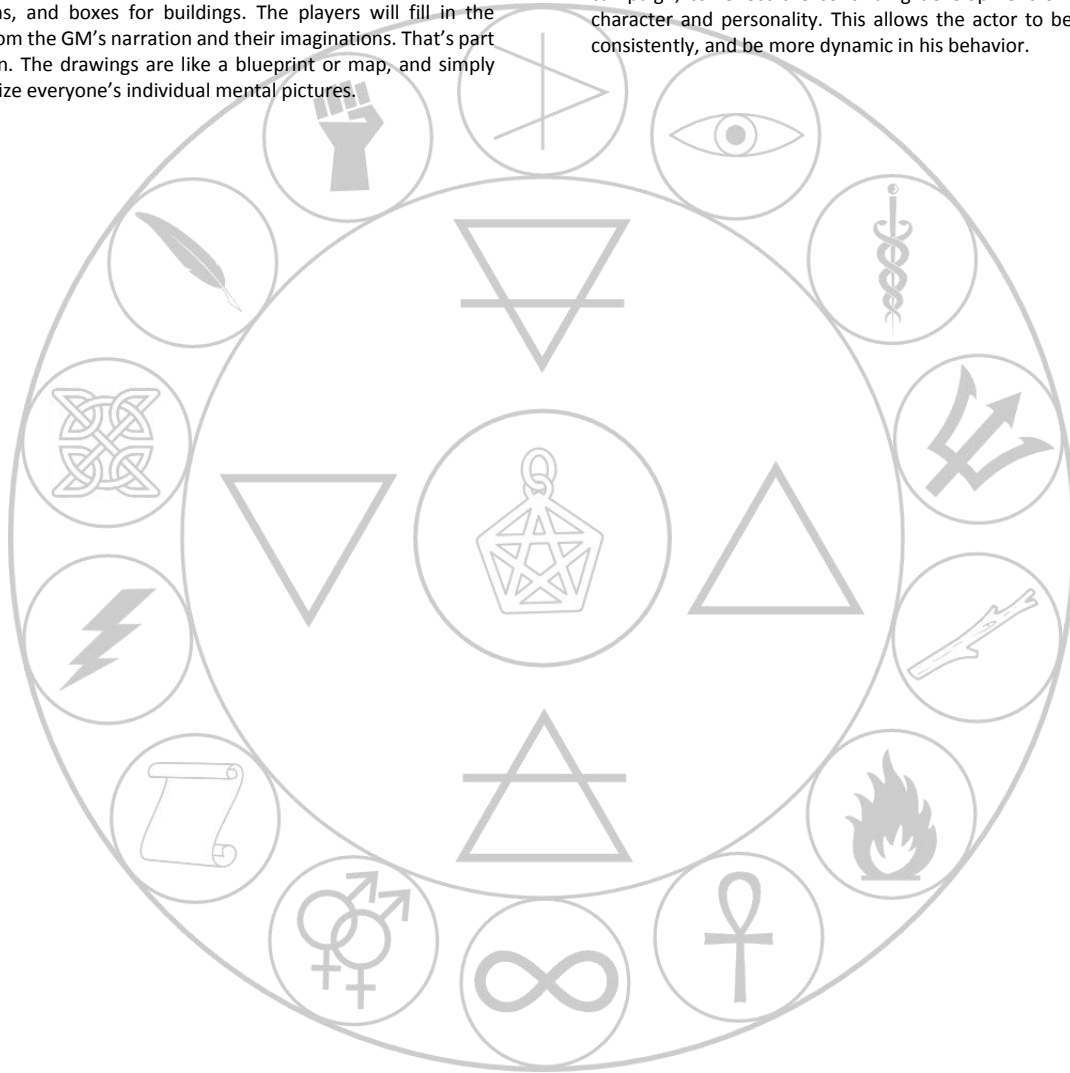 ns, and boxes for buildings. The players will fill in the
om the GM's narration and their imaginations. That's part
n. The drawings are like a blueprint or map, and simply
ize everyone's individual mental pictures.
character and personality. This allows the actor to be
consistently, and be more dynamic in his behavior.